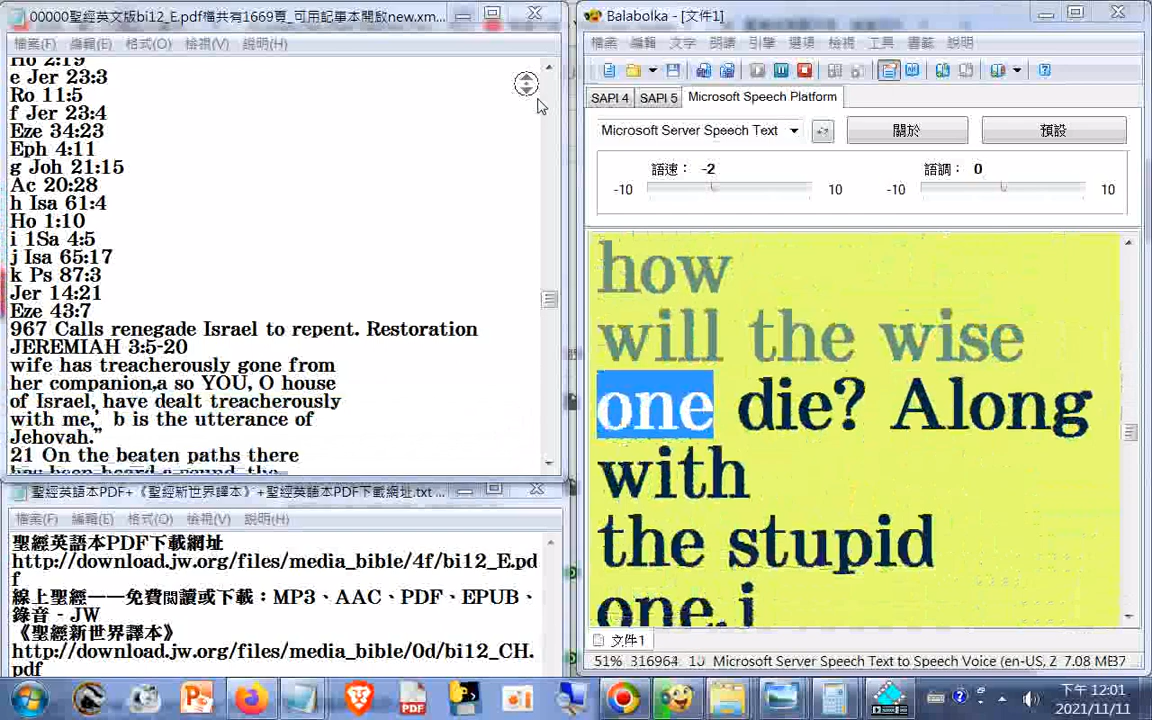 00000聖經英文版bi12_E.pdf檔共有1669頁_可用記事本開啟new.xm...
檔案(F) 編輯(E) 格式(O) 檢視(V) 說明(H)
Ho 2:19
e Jer 23:3
Ro 11:5
f Jer 23:4
Eze 34:23
Eph 4:11
g Joh 21:15
Ac 20:28
h Isa 61:4
Ho 1:10
i 1Sa 4:5
j Isa 65:17
k Ps 87:3
Jer 14:21
Eze 43:7
967 Calls renegade Israel to repent. Restoration
JEREMIAH 3:5-20
wife has treacherously gone from
her companion,a so YOU, O house
of Israel, have dealt treacherously
with me,” b is the utterance of
Jehovah.”
21 On the beaten paths there
has been heard a sound, the
聖經英語本PDF+《聖經新世界譯本》+聖經英語本PDF下載網址.txt ...
檔案(F) 編輯(E) 格式(O) 檢視(V) 說明(H)
聖經英語本PDF下載網址
http://download.jw.org/files/media_bible/4f/bi12_E.pd
f
線上聖經——免費閱讀或下載：MP3、AAC、PDF、EPUB、
錄音 - JW
《聖經新世界譯本》
http://download.jw.org/files/media_bible/0d/bi12_CH.
pdf
Balabolka - [文件1]
檔案 編輯 文字 朗讀 引擎 選項 檢視 工具 書籤 說明
SAPI 4 SAPI 5 Microsoft Speech Platform
Microsoft Server Speech Text 關於 預設
語速： -2 語調： 0
-10 10 -10 10
how
will the wise
one die? Along
with
the stupid
one.j
文件1
51% 316964 : 10 Microsoft Server Speech Text to Speech Voice (en-US, Z 7.08 MB37
PDF
下午 12:01
2021/11/11